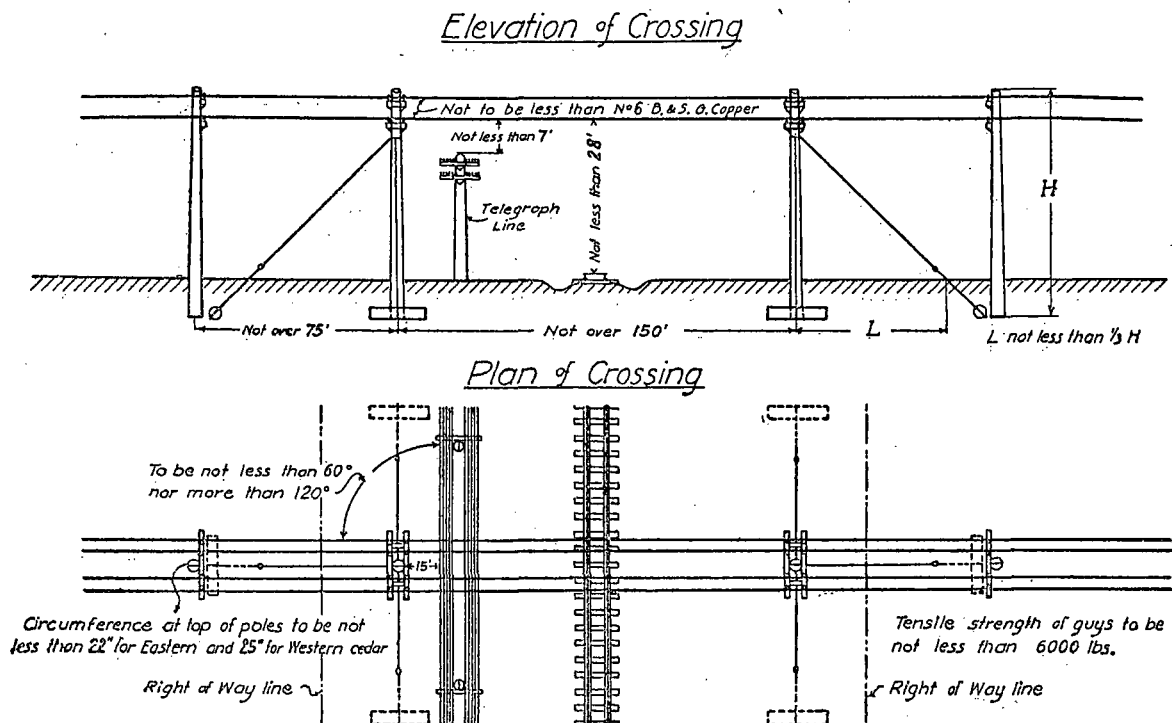 Elevation of Crossing
Not to be less than Nº6 B. & S. G. Copper
Not less than 7'
Not less than 28'
H
Telegraph
Line
Not over 75'
Not over 150'
L
L not less than 1/3 H
Plan of Crossing
To be not less than 60°
nor more than 120°
15'
Circumference at top of poles to be not
less than 22" for Eastern and 25" for Western cedar
Tensile strength of guys to be
not less than 6000 lbs.
Right of Way line
Right of Way line